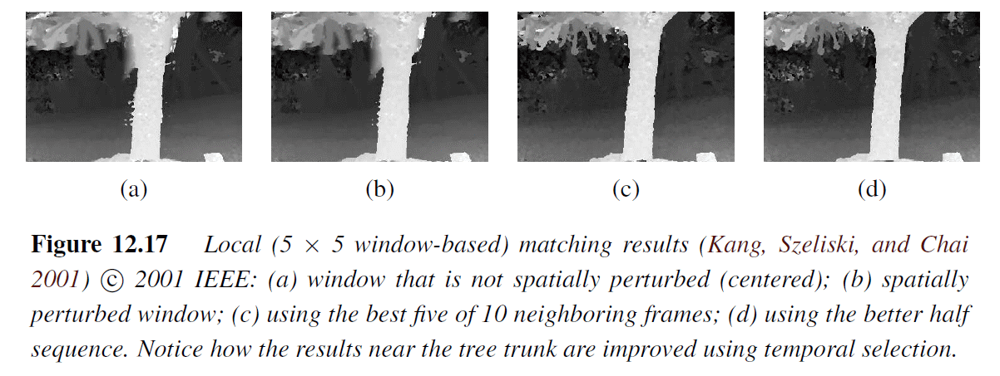 (a) (b) (c) (d)
Figure 12.17 Local (5 × 5 window-based) matching results (Kang, Szeliski, and Chai
2001) © 2001 IEEE: (a) window that is not spatially perturbed (centered); (b) spatially
perturbed window; (c) using the best five of 10 neighboring frames; (d) using the better half
sequence. Notice how the results near the tree trunk are improved using temporal selection.